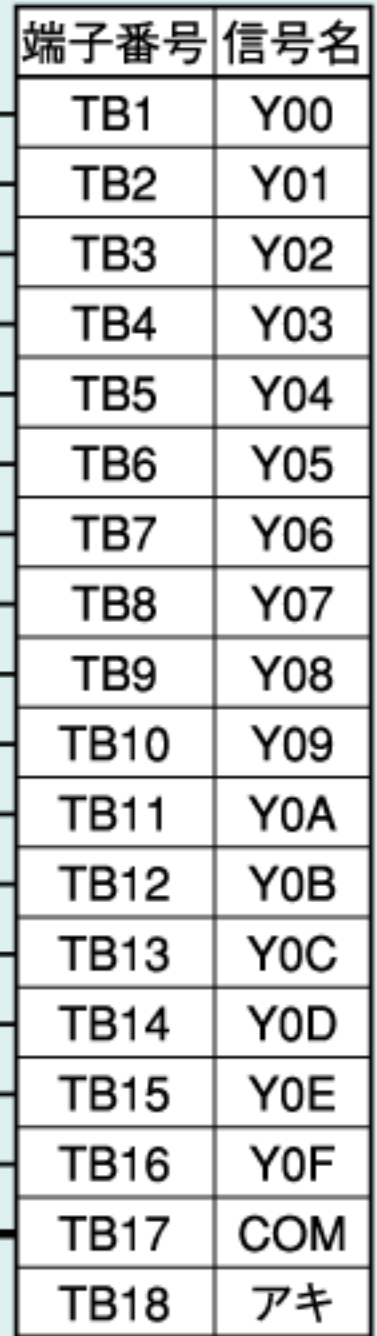 端子番号 信号名
TB1 Y00
TB2 Y01
TB3 Y02
TB4 Y03
TB5 Y04
TB6 Y05
TB7 Y06
TB8 Y07
TB9 Y08
TB10 Y09
TB11 Y0A
TB12 Y0B
TB13 Y0C
TB14 Y0D
TB15 Y0E
TB16 Y0F
TB17 COM
TB18 アキ